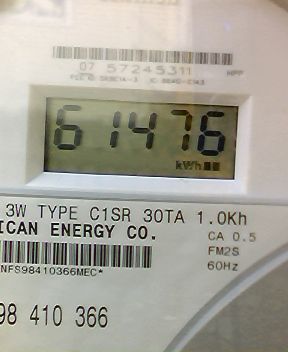 07 57245311 HPP
61476
kWh
3W TYPE C1SR 30TA 1.0Kh
ICAN ENERGY CO.
CA 0.5
FM2S
60Hz
NFS98410366MEC*
98 410 366